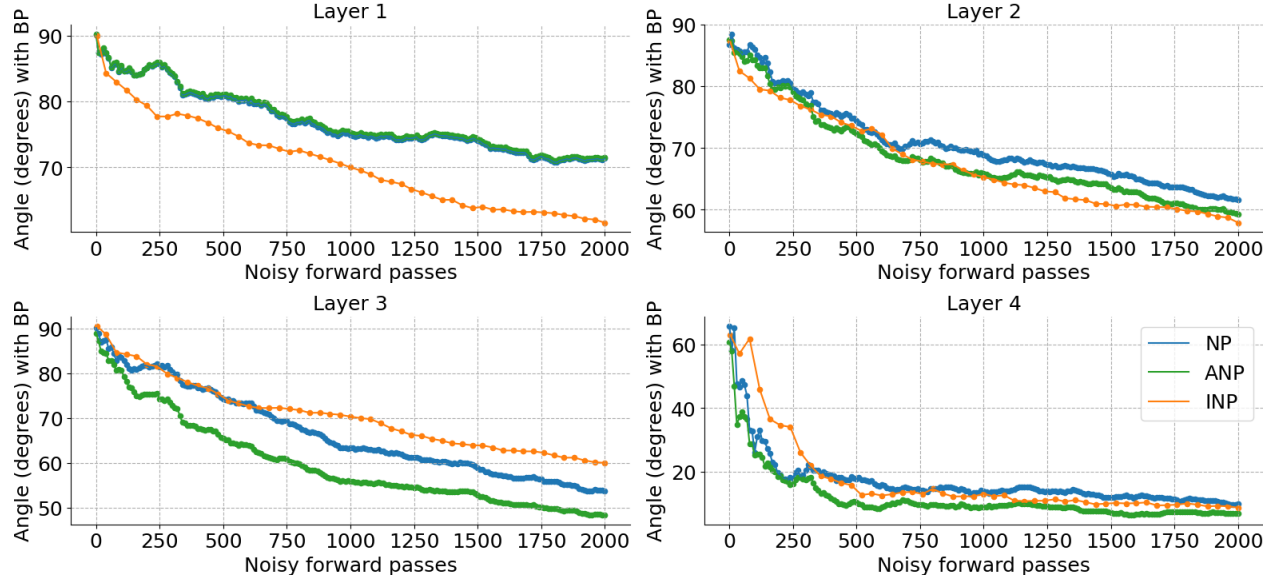 Layer 1
Angle (degrees) with BP
90
80
70
0 250 500 750 1000 1250 1500 1750 2000
Noisy forward passes
Layer 2
Angle (degrees) with BP
90
80
70
60
0 250 500 750 1000 1250 1500 1750 2000
Noisy forward passes
Layer 3
Angle (degrees) with BP
90
80
70
60
50
0 250 500 750 1000 1250 1500 1750 2000
Noisy forward passes
Layer 4
Angle (degrees) with BP
60
40
20
0 250 500 750 1000 1250 1500 1750 2000
Noisy forward passes
NP
ANP
INP